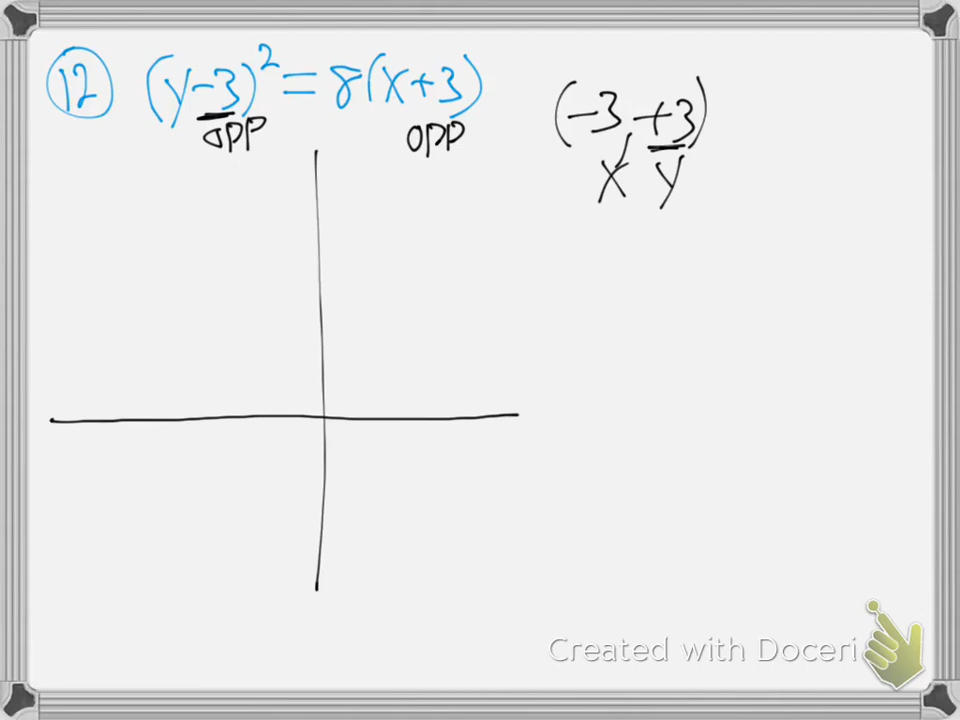 12 (y-3)² = 8(x+3)
opp opp
(-3, +3)
x y
Created with Doceri